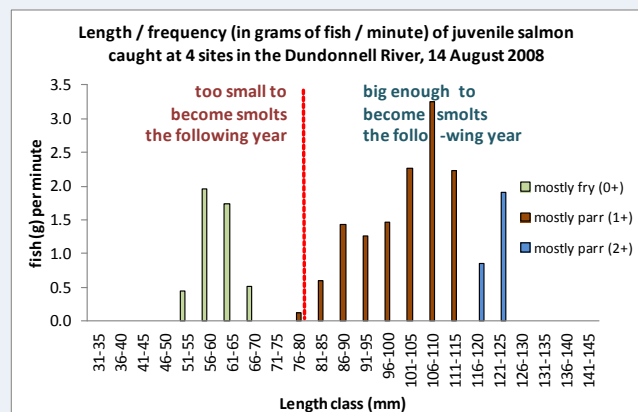 Length / frequency (in grams of fish / minute) of juvenile salmon
caught at 4 sites in the Dundonnell River, 14 August 2008
too small to
become smolts
the following year
big enough to
become smolts
the follo -wing year
fish (g) per minute
3.5
3.0
2.5
2.0
1.5
1.0
0.5
0.0
mostly fry (0+)
mostly parr (1+)
mostly parr (2+)
31-35
36-40
41-45
46-50
51-55
56-60
61-65
66-70
71-75
76-80
81-85
86-90
91-95
96-100
101-105
106-110
111-115
116-120
121-125
126-130
131-135
136-140
141-145
Length class (mm)